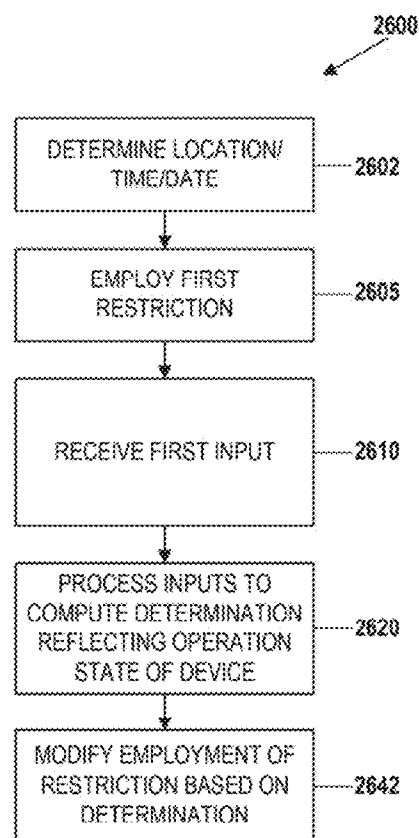 2600
DETERMINE LOCATION/
TIME/DATE
2602
EMPLOY FIRST
RESTRICTION
2605
RECEIVE FIRST INPUT
2610
PROCESS INPUTS TO
COMPUTE DETERMINATION
REFLECTING OPERATION
STATE OF DEVICE
2620
MODIFY EMPLOYMENT OF
RESTRICTION BASED ON
DETERMINATION
2642